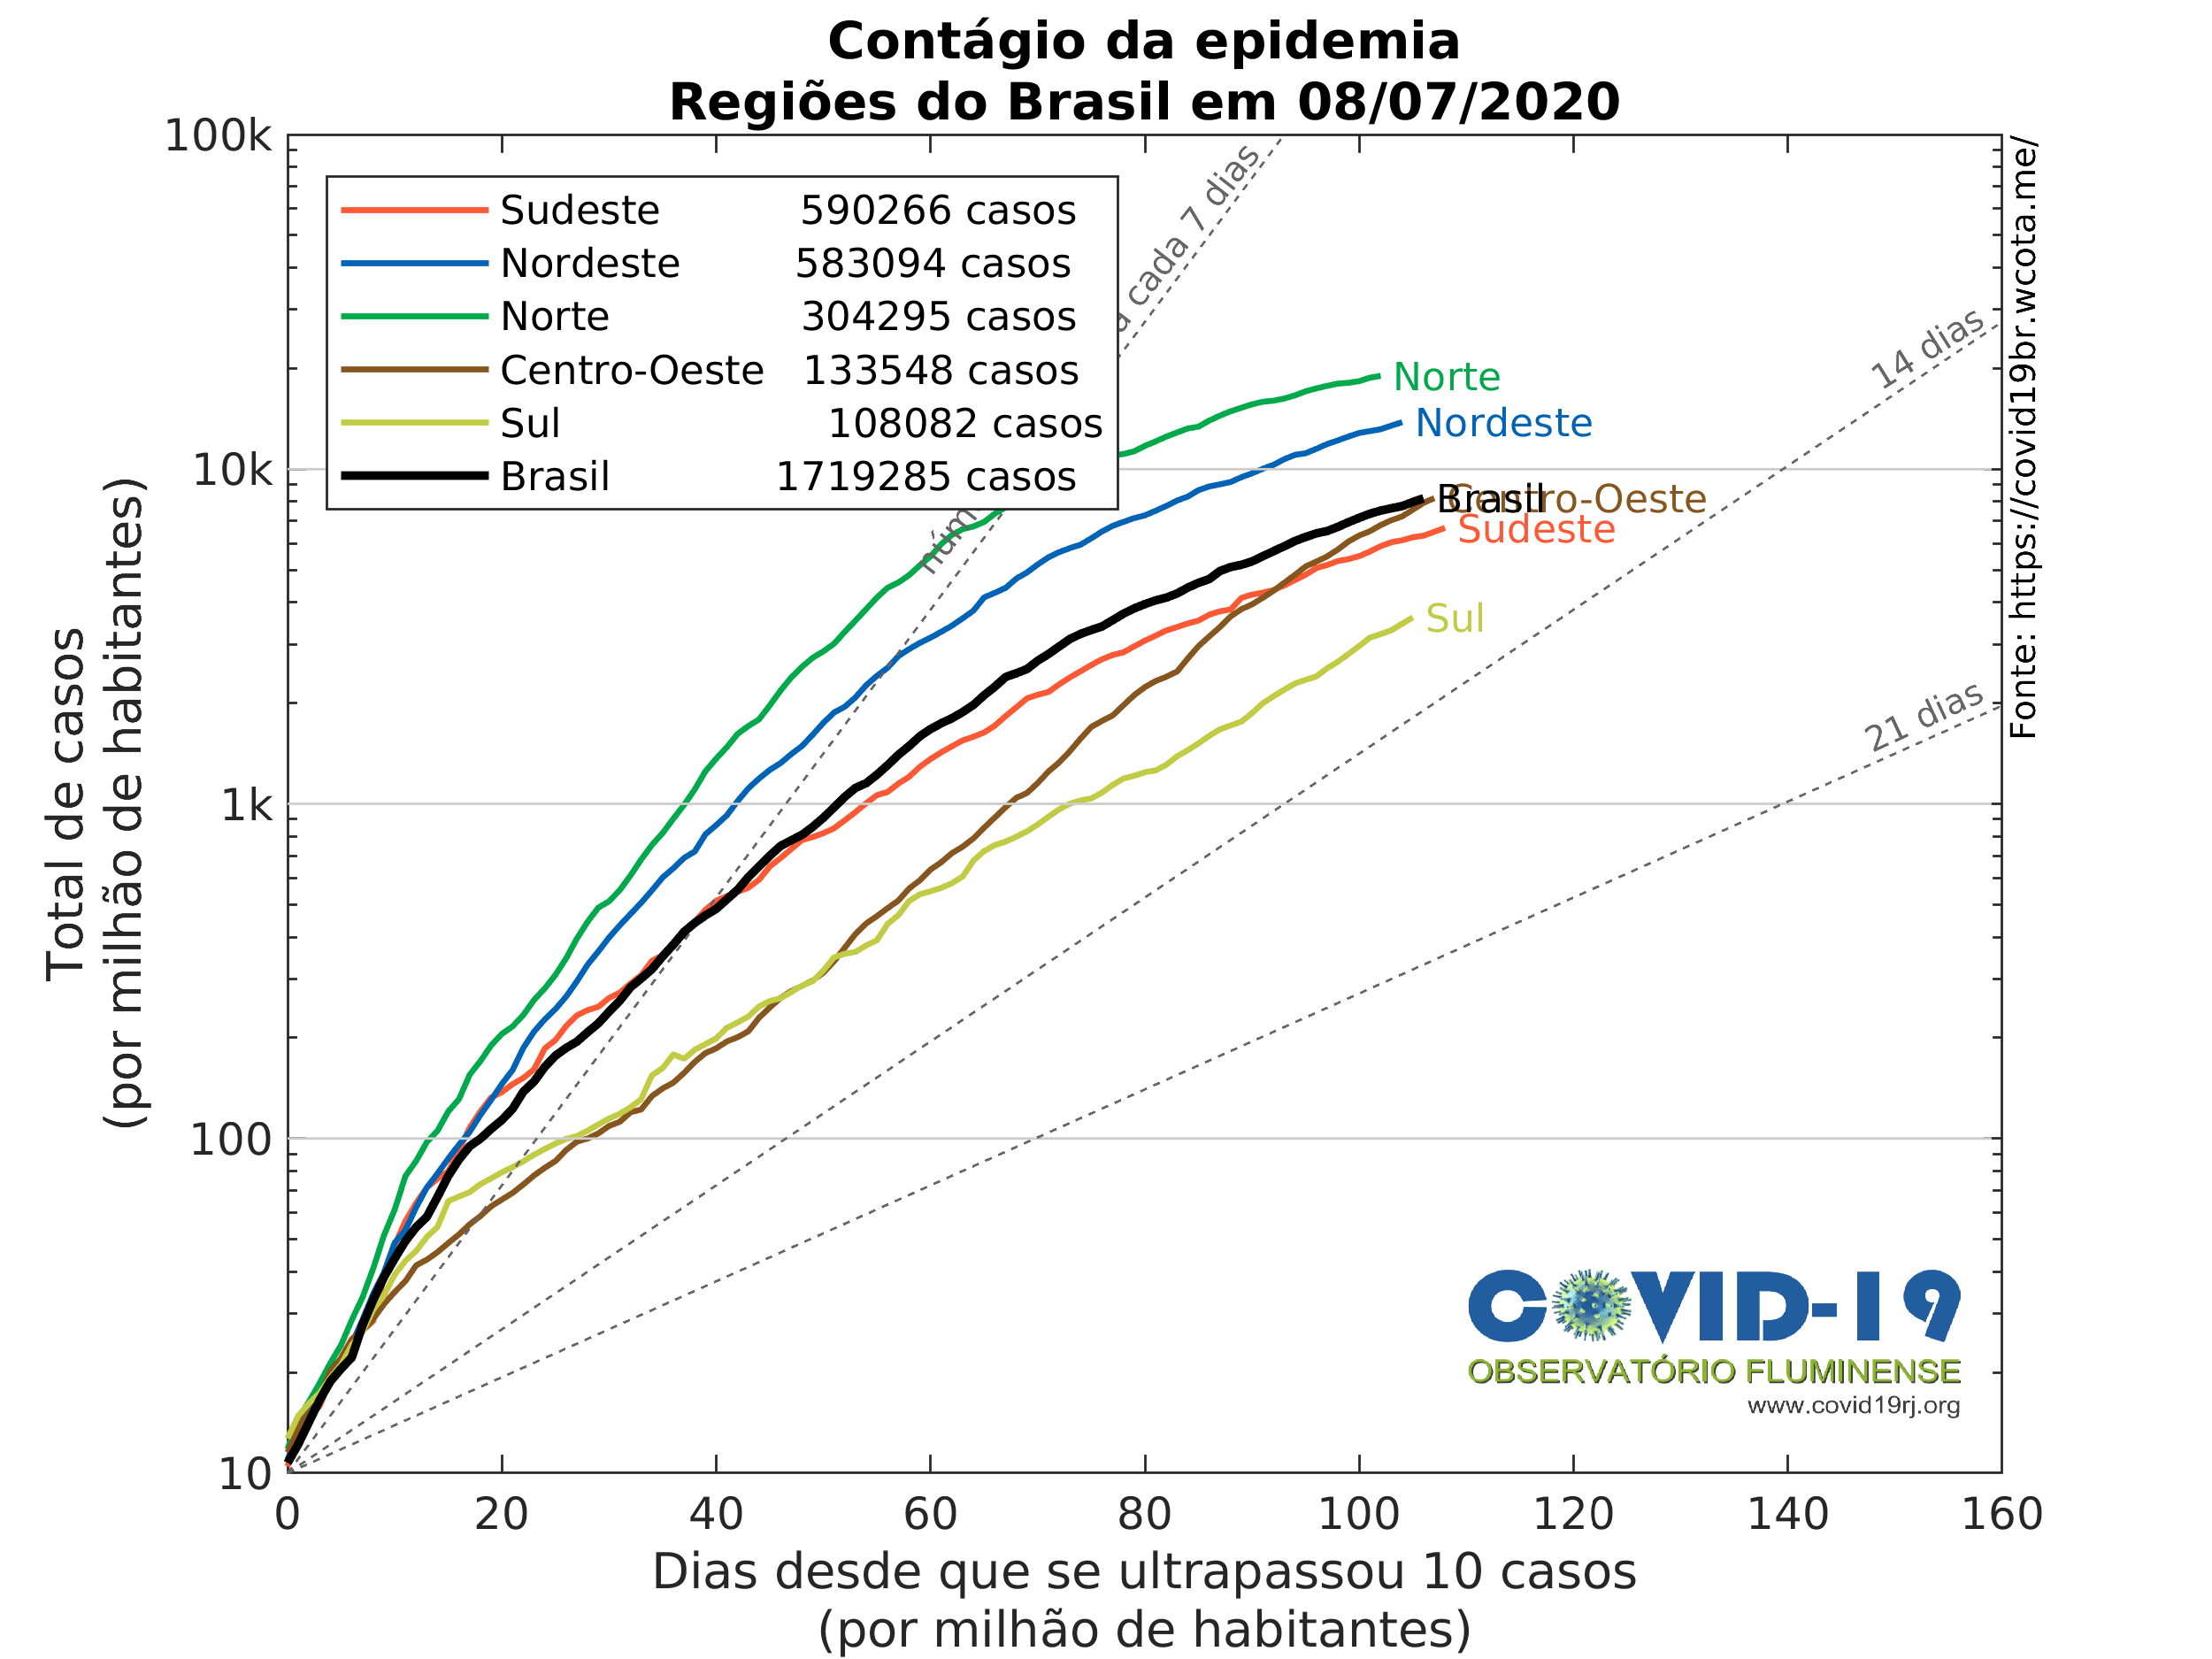 Contágio da epidemia
Regiões do Brasil em 08/07/2020
100k
10k
1k
100
10
Total de casos
(por milhão de habitantes)
Sudeste 590266 casos
Nordeste 583094 casos
Norte 304295 casos
Centro-Oeste 133548 casos
Sul 108082 casos
Brasil 1719285 casos
cada 7 dias
14 dias
21 dias
Norte
Nordeste
Brasil
Centro-Oeste
Sudeste
Sul
Fonte: https://covid19br.wcota.me/
COVID-19
OBSERVATÓRIO FLUMINENSE
www.covid19rj.org
0 20 40 60 80 100 120 140 160
Dias desde que se ultrapassou 10 casos
(por milhão de habitantes)